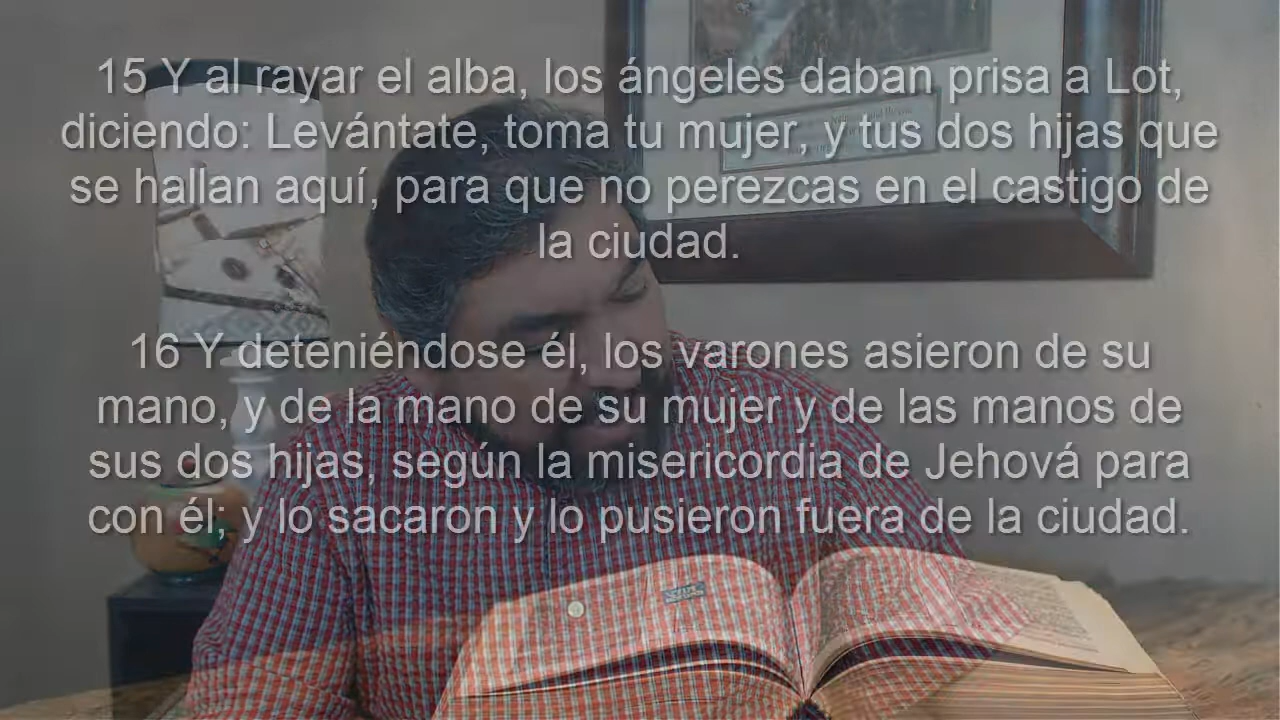 15 Y al rayar el alba, los ángeles daban prisa a Lot,
diciendo: Levántate, toma tu mujer, y tus dos hijas que
se hallan aquí, para que no perezcas en el castigo de
la ciudad.
16 Y deteniéndose él, los varones asieron de su
mano, y de la mano de su mujer y de las manos de
sus dos hijas, según la misericordia de Jehová para
con él; y lo sacaron y lo pusieron fuera de la ciudad.